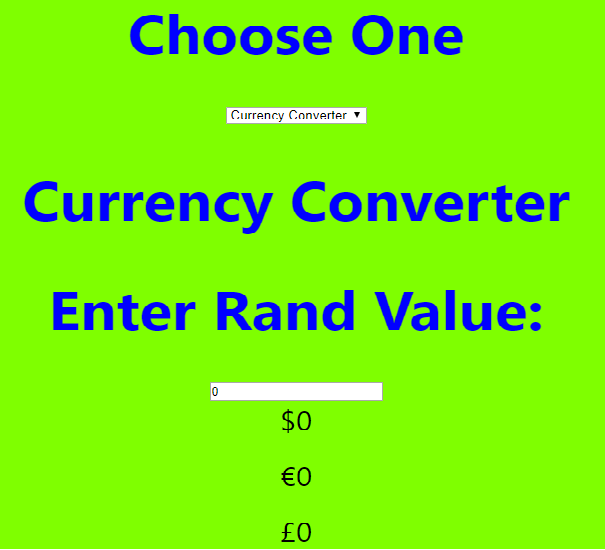 Choose One
Currency Converter ▼
Currency Converter
Enter Rand Value:
0
$0
€0
£0